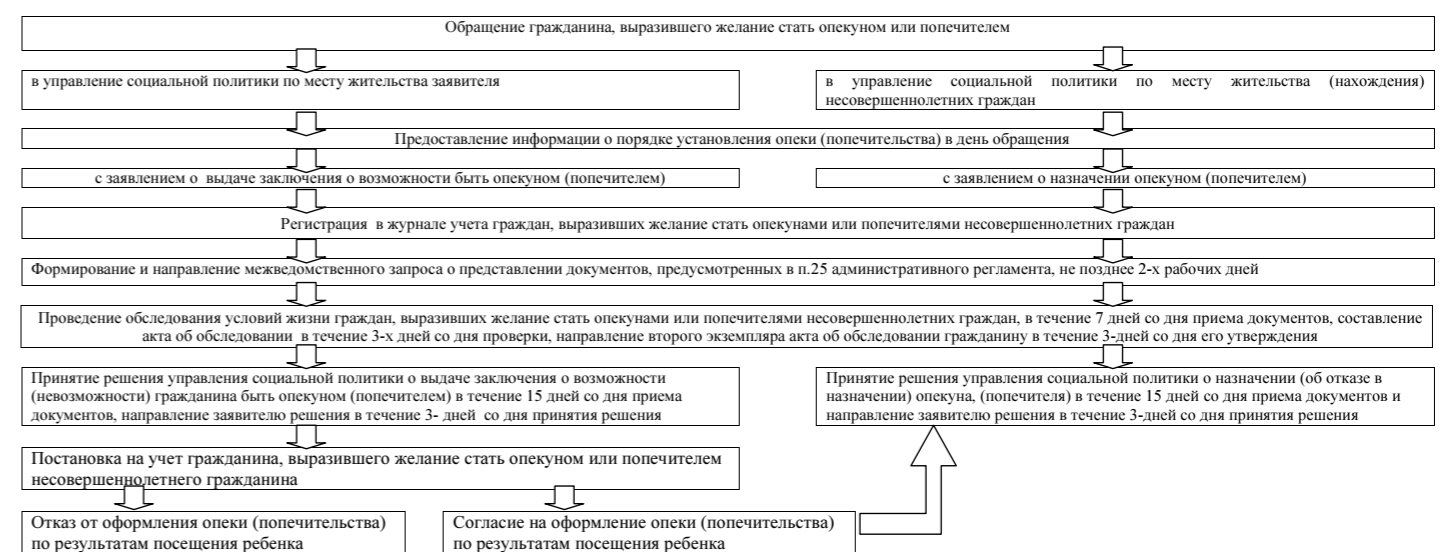 Обращение гражданина, выразившего желание стать опекуном или попечителем
в управление социальной политики по месту жительства заявителя
в управление социальной политики по месту жительства (нахождения)
несовершеннолетних граждан
Предоставление информации о порядке установления опеки (попечительства) в день обращения
с заявлением о выдаче заключения о возможности быть опекуном (попечителем)
с заявлением о назначении опекуном (попечителем)
Регистрация в журнале учета граждан, выразивших желание стать опекунами или попечителями несовершеннолетних граждан
Формирование и направление межведомственного запроса о представлении документов, предусмотренных в п.25 административного регламента, не позднее 2-х рабочих дней
Проведение обследования условий жизни граждан, выразивших желание стать опекунами или попечителями несовершеннолетних граждан, в течение 7 дней со дня приема документов, составление
акта об обследовании в течение 3-х дней со дня проверки, направление второго экземпляра акта об обследовании гражданину в течение 3-дней со дня его утверждения
Принятие решения управления социальной политики о выдаче заключения о возможности
(невозможности) гражданина быть опекуном (попечителем) в течение 15 дней со дня приема
документов, направление заявителю решения в течение 3- дней со дня принятия решения
Принятие решения управления социальной политики о назначении (об отказе в
назначении) опекуна, (попечителя) в течение 15 дней со дня приема документов и
направление заявителю решения в течение 3-дней со дня принятия решения
Постановка на учет гражданина, выразившего желание стать опекуном или попечителем
несовершеннолетнего гражданина
Отказ от оформления опеки (попечительства)
по результатам посещения ребенка
Согласие на оформление опеки (попечительства)
по результатам посещения ребенка